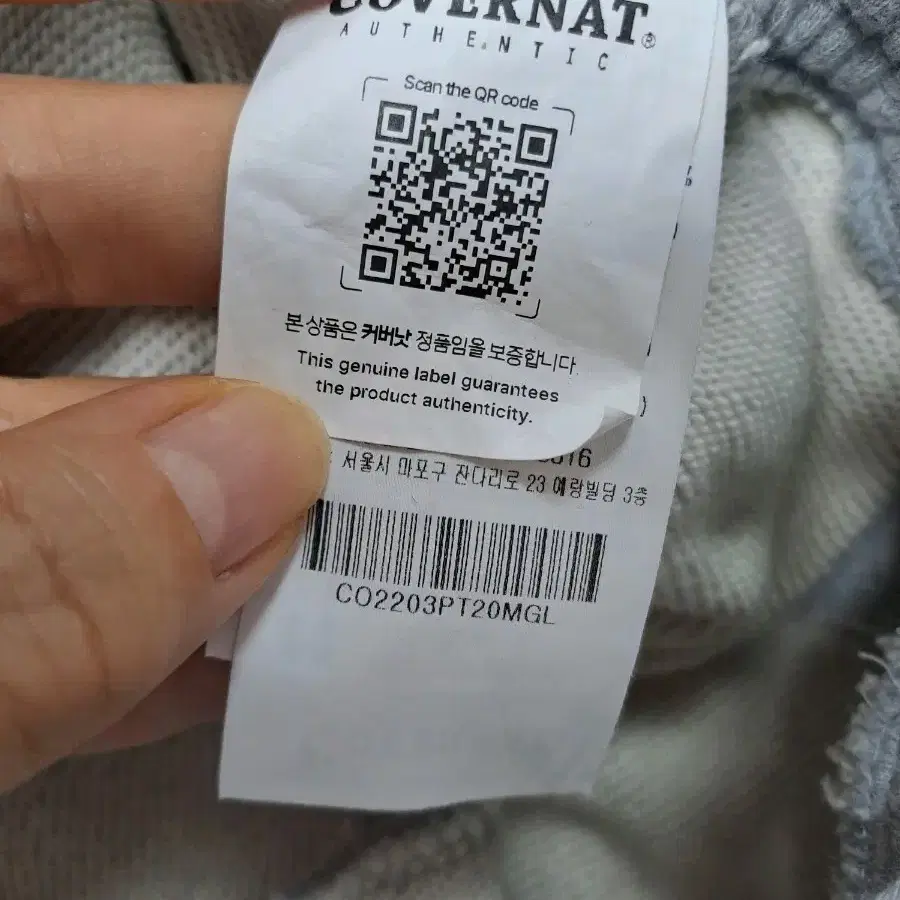 COVERNAT®
AUTHENTIC
Scan the QR code
본 상품은 커버낫 정품임을 보증합니다.
This genuine label guarantees
the product authenticity.
서울시 마포구 잔다리로 23 예랑빌딩 3층
CO2203PT20MGL